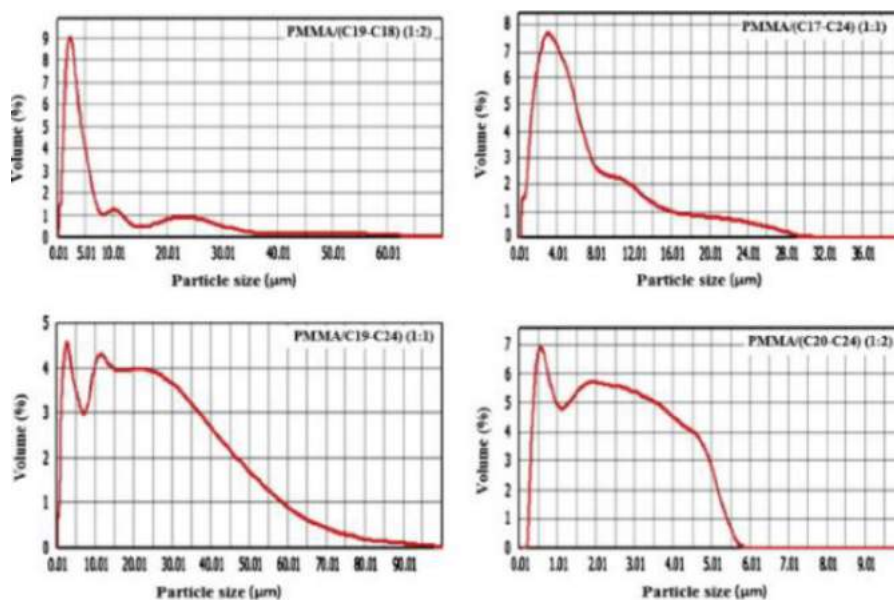 PMMA/(C19-C18) (1:2)
Volume (%)
9
8
7
6
5
4
3
2
1
0
0.01 5.01 10.01 20.01 30.01 40.01 50.01 60.01
Particle size (μm)
PMMA/(C17-C24) (1:1)
Volume (%)
8
7
6
5
4
3
2
1
0
0.01 4.01 8.01 12.01 16.01 20.01 24.01 28.01 32.01 36.01
Particle size (μm)
PMMA/C19-C24) (1:1)
Volume (%)
5
4
3
2
1
0
0.01 10.01 20.01 30.01 40.01 50.01 60.01 70.01 80.01 90.01
Particle size (μm)
PMMA/(C20-C24) (1:2)
Volume (%)
7
6
5
4
3
2
1
0
0.01 1.01 2.01 3.01 4.01 5.01 6.01 7.01 8.01 9.01
Particle size (μm)